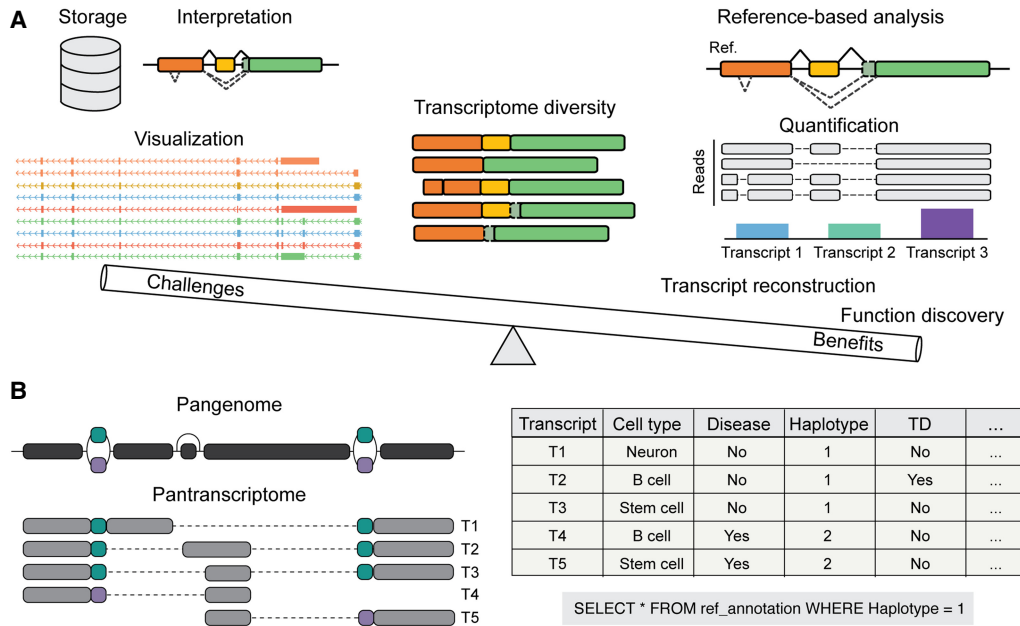 A
Storage
Interpretation
Visualization
Transcriptome diversity
Reference-based analysis
Ref.
Quantification
Reads
Transcript 1 Transcript 2 Transcript 3
Transcript reconstruction
Function discovery
Challenges
Benefits
B
Pangenome
Pantranscriptome
T1
T2
T3
T4
T5
Transcript Cell type Disease Haplotype TD ...
T1 Neuron No 1 No ...
T2 B cell No 1 Yes ...
T3 Stem cell No 1 No ...
T4 B cell Yes 2 No ...
T5 Stem cell Yes 2 No ...
SELECT * FROM ref_annotation WHERE Haplotype = 1